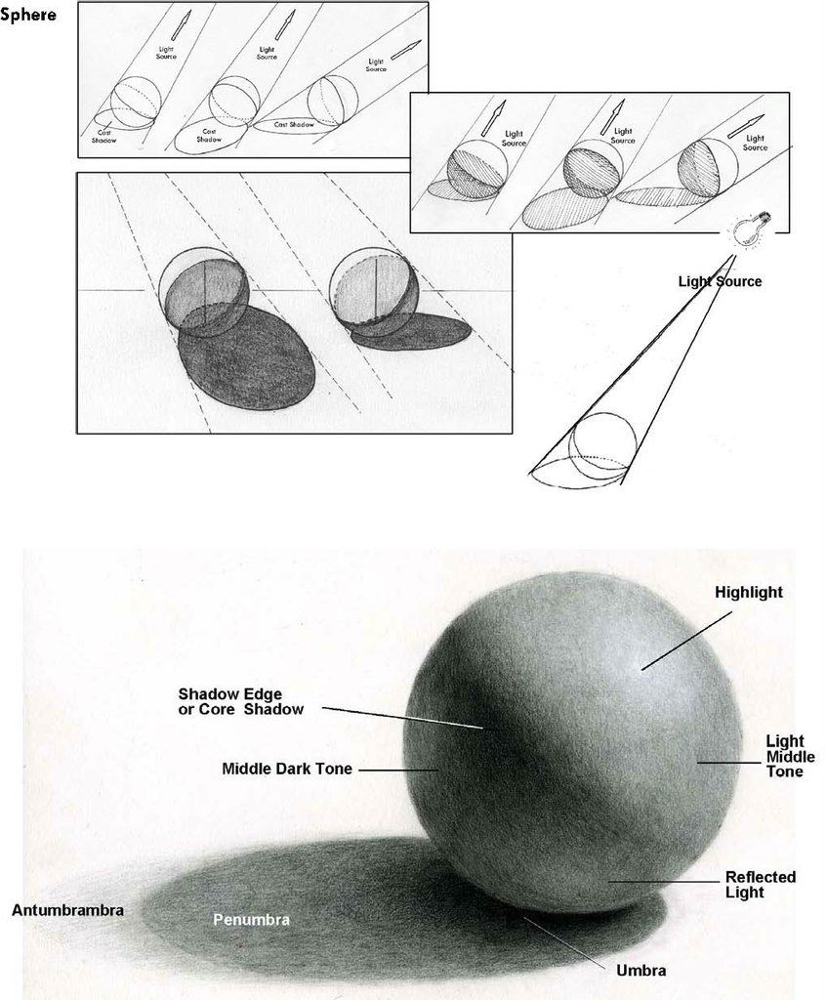 Sphere
Light
Source
Light
Source
Light
Source
Cast
Shadow
Cast
Shadow
Cast Shadow
Light
Source
Light
Source
Light
Source
Light Source
Highlight
Shadow Edge
or Core Shadow
Light
Middle
Tone
Middle Dark Tone
Reflected
Light
Antumbrambra
Penumbra
Umbra